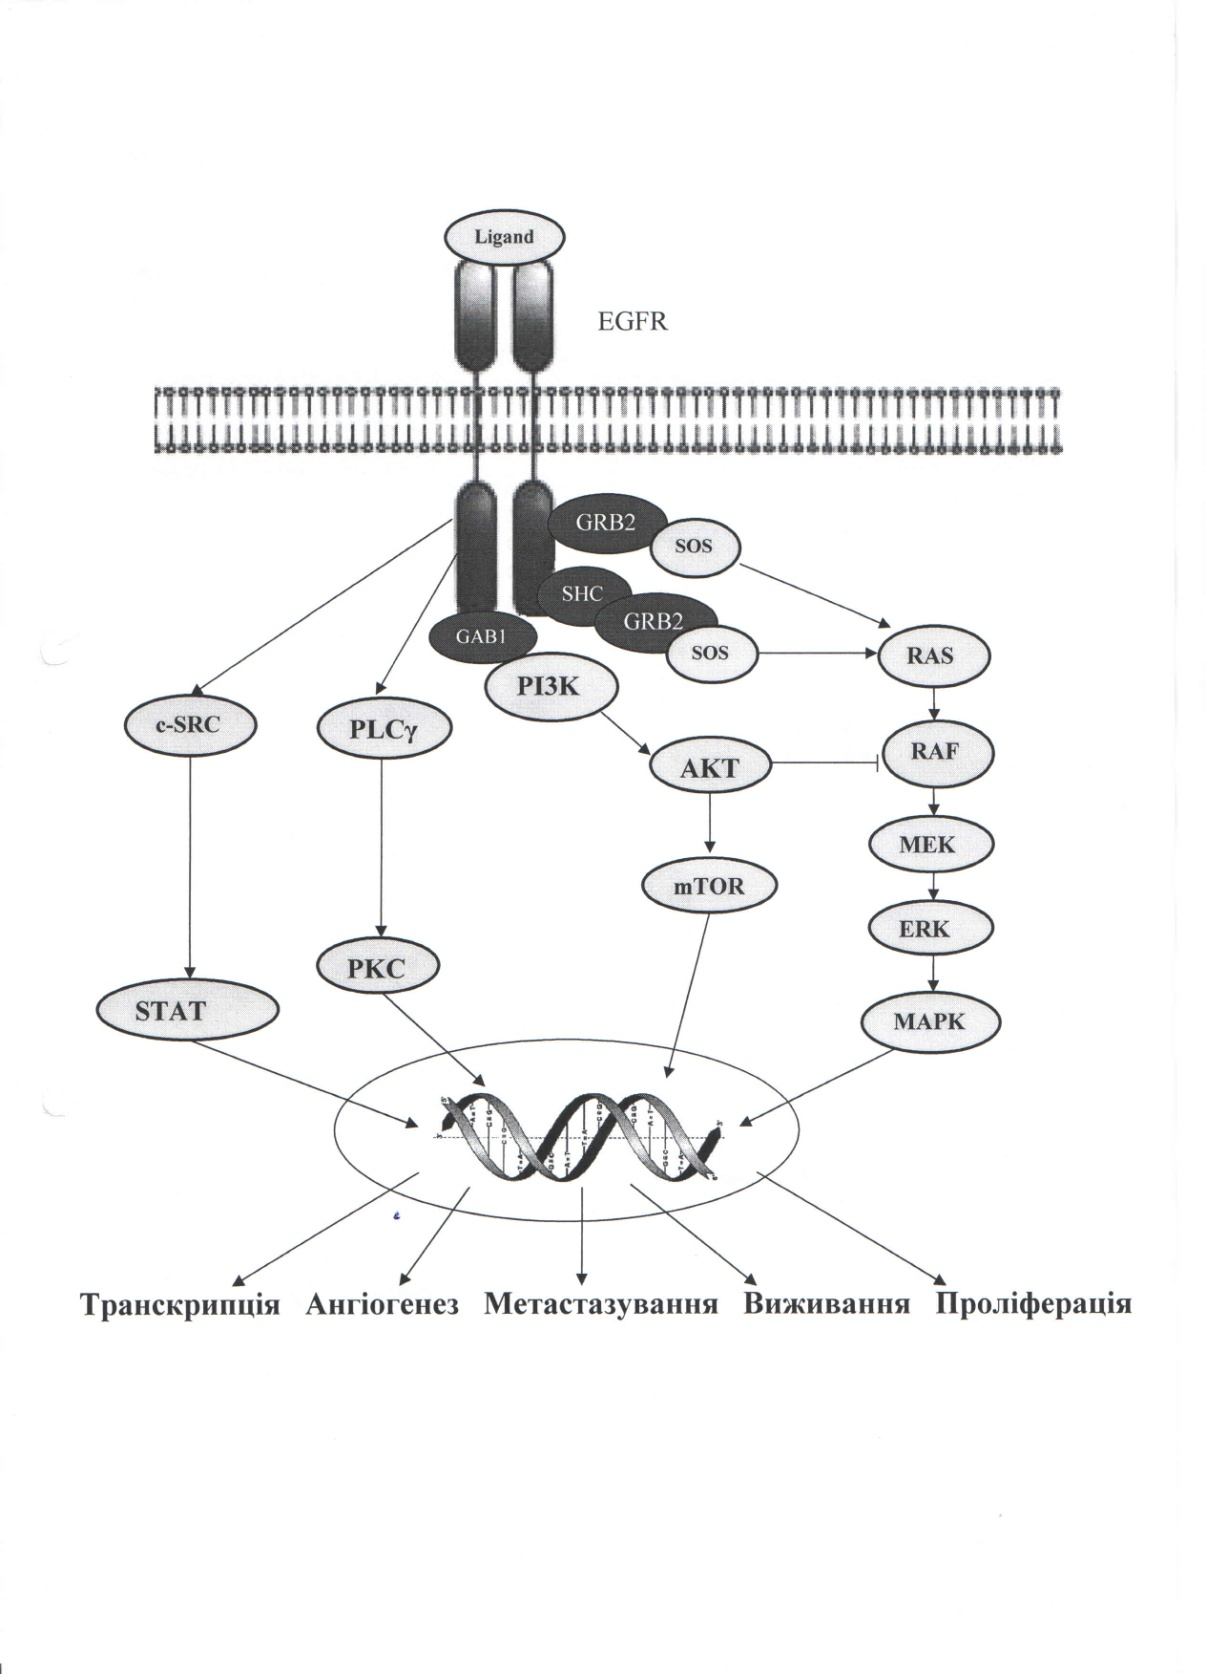 Ligand
EGFR
GRB2
SOS
SHC
GRB2
SOS
GAB1
PI3K
RAS
c-SRC
PLCγ
AKT
RAF
MEK
mTOR
ERK
PKC
STAT
MAPK
Транскрипція Ангіогенез Метастазування Виживання Проліферація